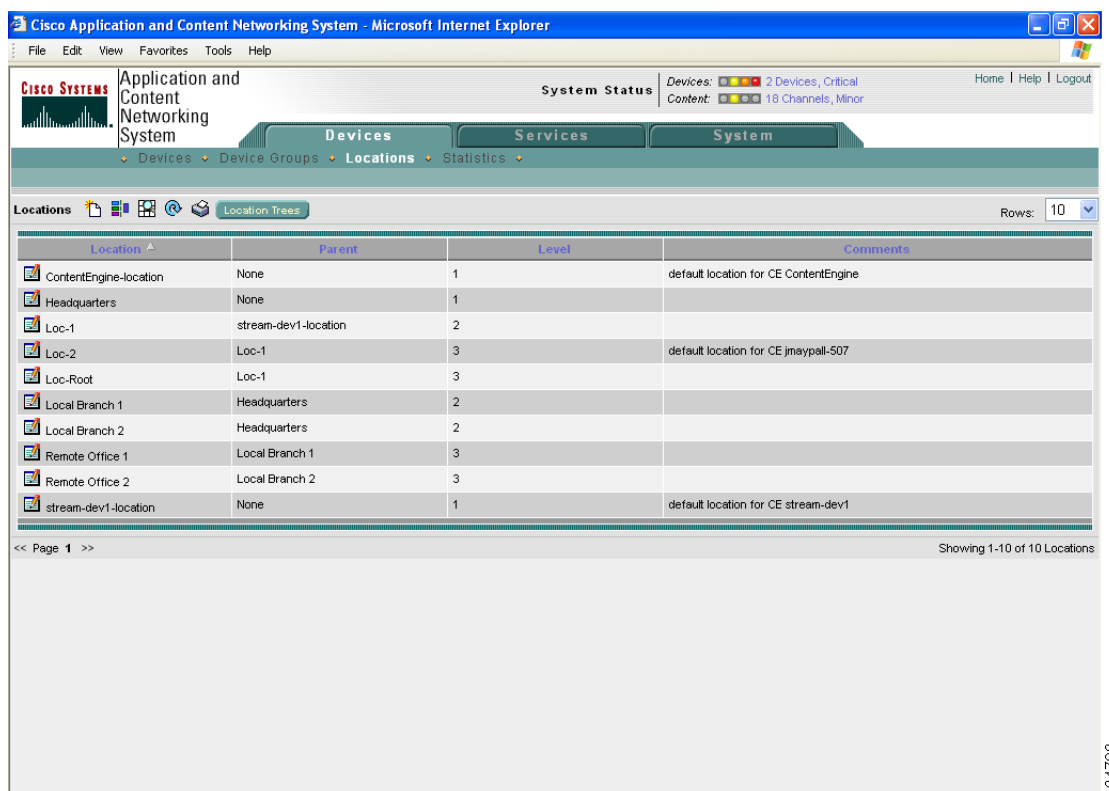 Cisco Application and Content Networking System - Microsoft Internet Explorer
File Edit View Favorites Tools Help
CISCO SYSTEMS
Application and
Content
Networking
System
System Status
Devices: 2 Devices, Critical
Content: 18 Channels, Minor
Home | Help | Logout
Devices Services System
Devices Device Groups Locations Statistics
Locations Location Trees Rows: 10
Location Parent Level Comments
ContentEngine-location None 1 default location for CE ContentEngine
Headquarters None 1
Loc-1 stream-dev1-location 2
Loc-2 Loc-1 3 default location for CE jmaypall-507
Loc-Root Loc-1 3
Local Branch 1 Headquarters 2
Local Branch 2 Headquarters 2
Remote Office 1 Local Branch 1 3
Remote Office 2 Local Branch 2 3
stream-dev1-location None 1 default location for CE stream-dev1
<< Page 1 >> Showing 1-10 of 10 Locations